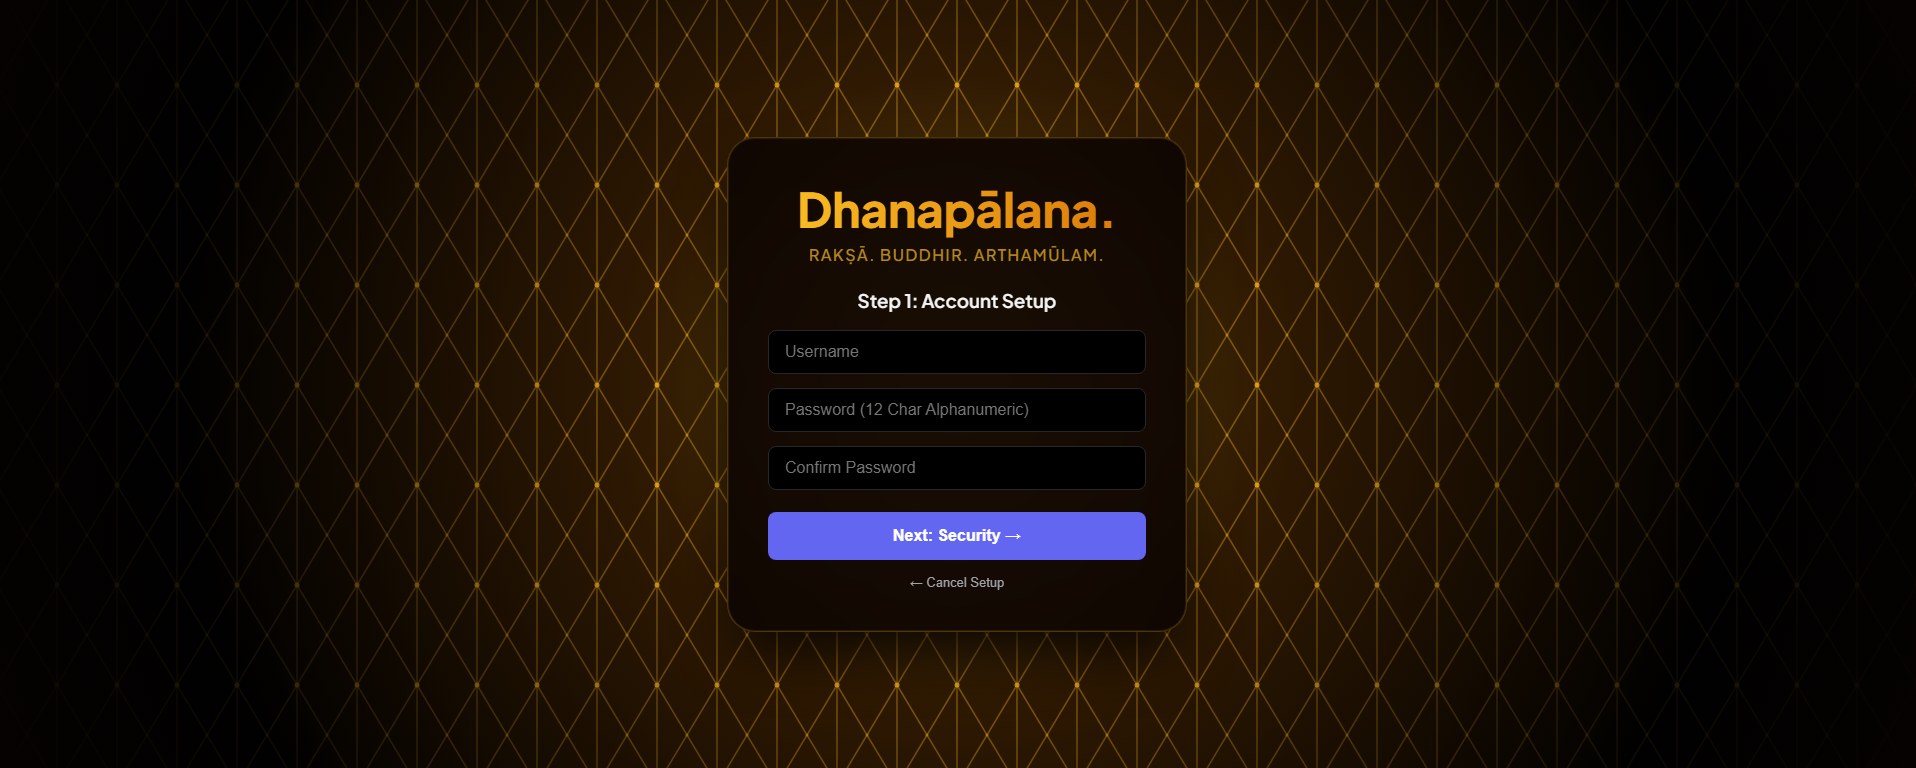 Dhanapālana.
RAKṢĀ. BUDDHIR. ARTHAMŪLAM.
Step 1: Account Setup
Username
Password (12 Char Alphanumeric)
Confirm Password
Next: Security →
← Cancel Setup